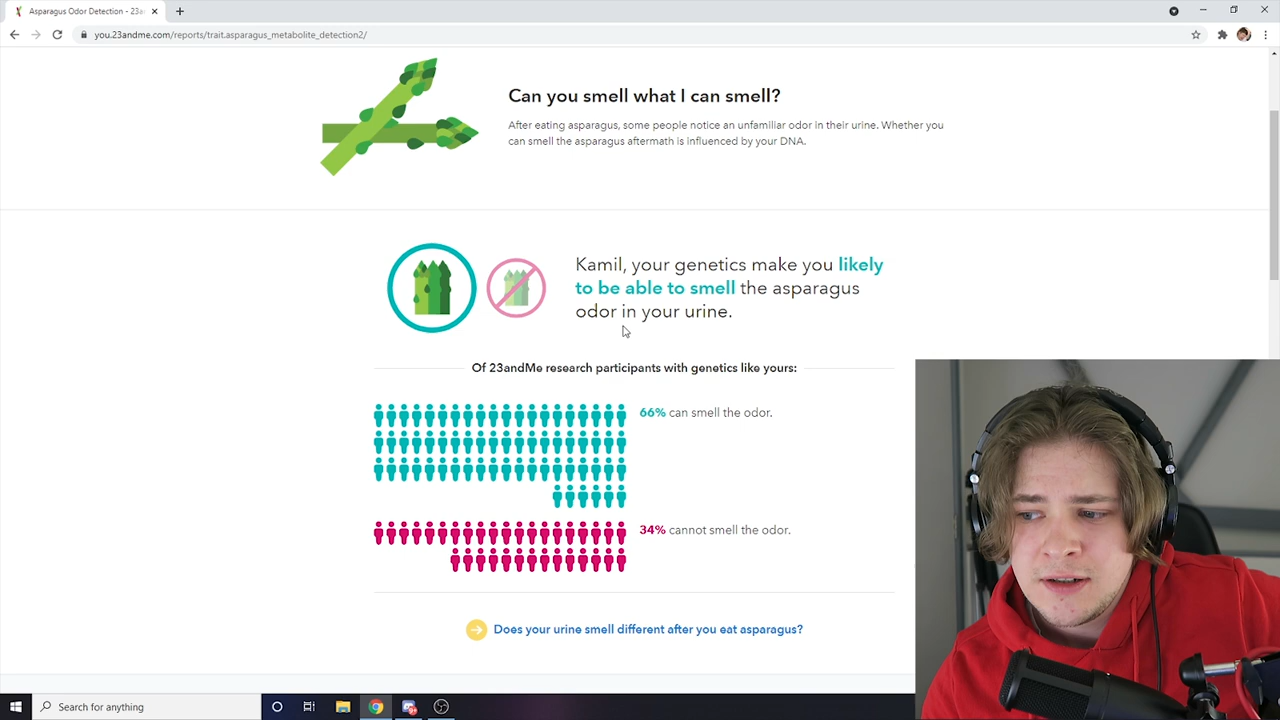 Asparagus Odor Detection - 23a
you.23andme.com/reports/trait.asparagus_metabolite_detection2/
Can you smell what I can smell?
After eating asparagus, some people notice an unfamiliar odor in their urine. Whether you
can smell the asparagus aftermath is influenced by your DNA.
Kamil, your genetics make you likely
to be able to smell the asparagus
odor in your urine.
Of 23andMe research participants with genetics like yours:
66% can smell the odor.
34% cannot smell the odor.
Does your urine smell different after you eat asparagus?
Search for anything